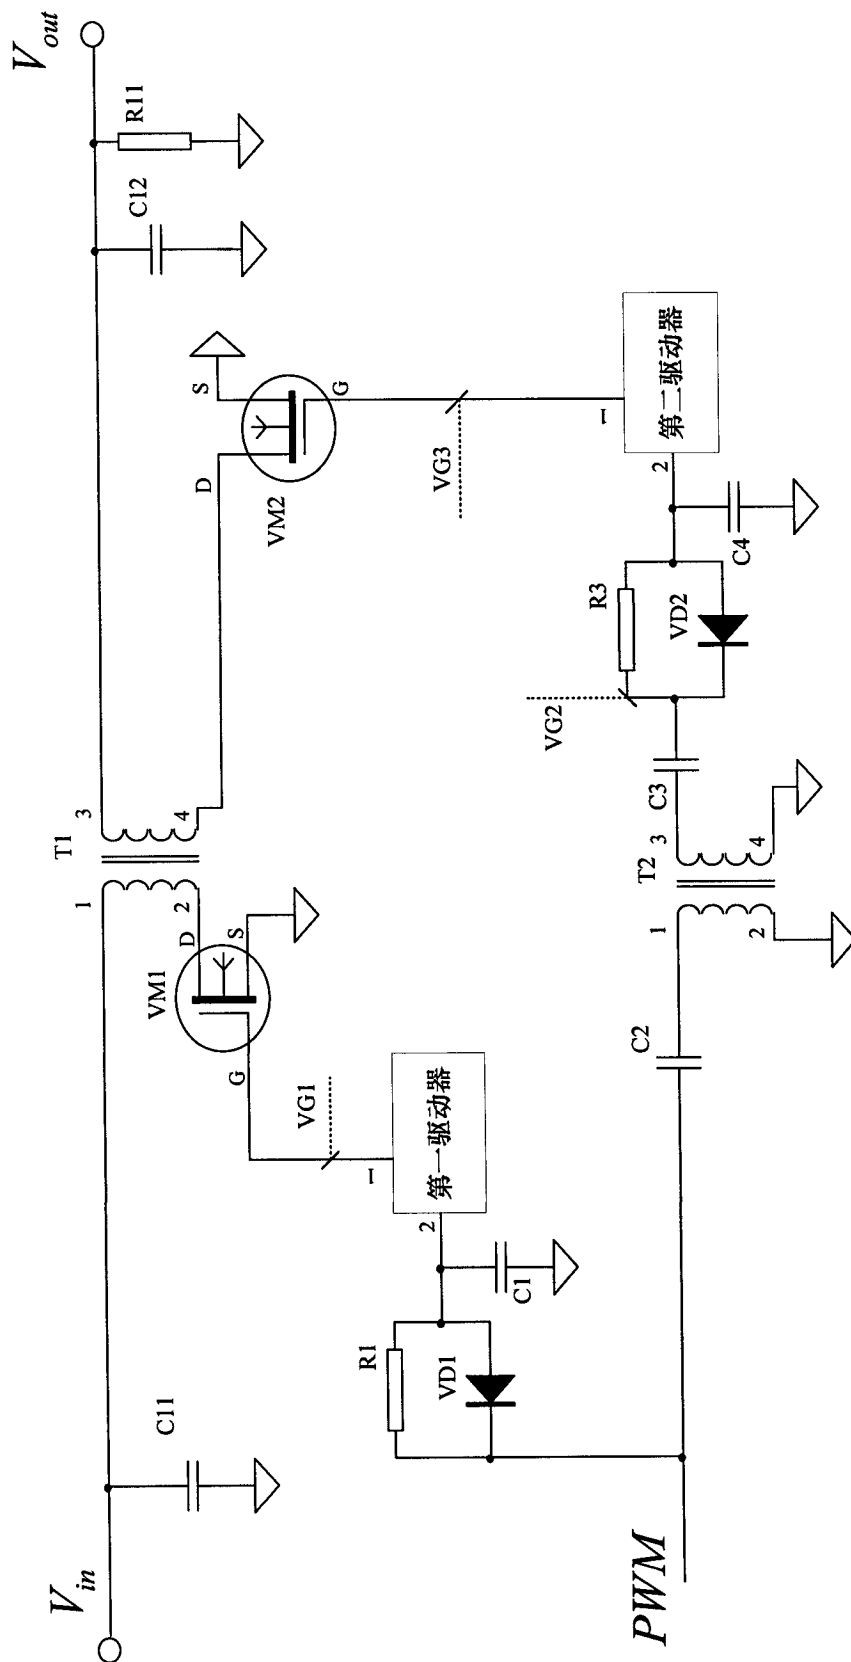 V_in
C11
T1
1
2
3
4
D
S
G
VM1
VG1
1
第一驱动器
2
R1
VD1
C1
V_out
R11
C12
S
D
G
VM2
VG3
1
第二驱动器
2
R3
VD2
C4
VG2
C3
T2
1
2
3
4
C2
PWM